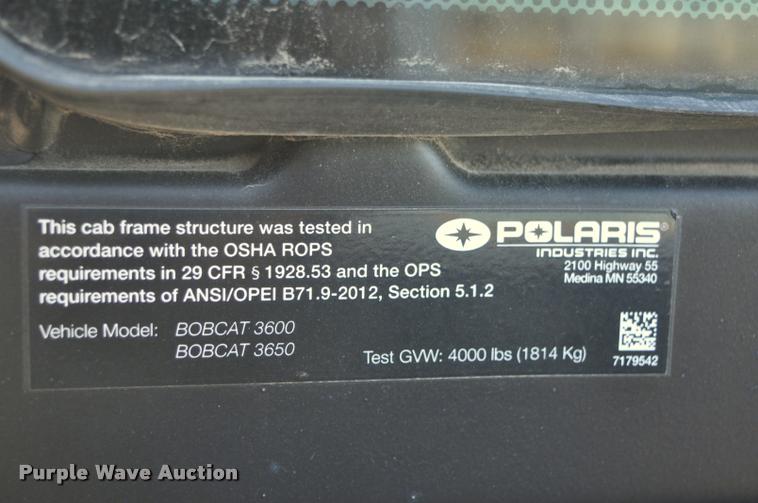 This cab frame structure was tested in
accordance with the OSHA ROPS
requirements in 29 CFR § 1928.53 and the OPS
requirements of ANSI/OPEI B71.9-2012, Section 5.1.2
POLARIS®
INDUSTRIES INC.
2100 Highway 55
Medina MN 55340
Vehicle Model: BOBCAT 3600
BOBCAT 3650
Test GVW: 4000 lbs (1814 Kg)
7179542
Purple Wave Auction